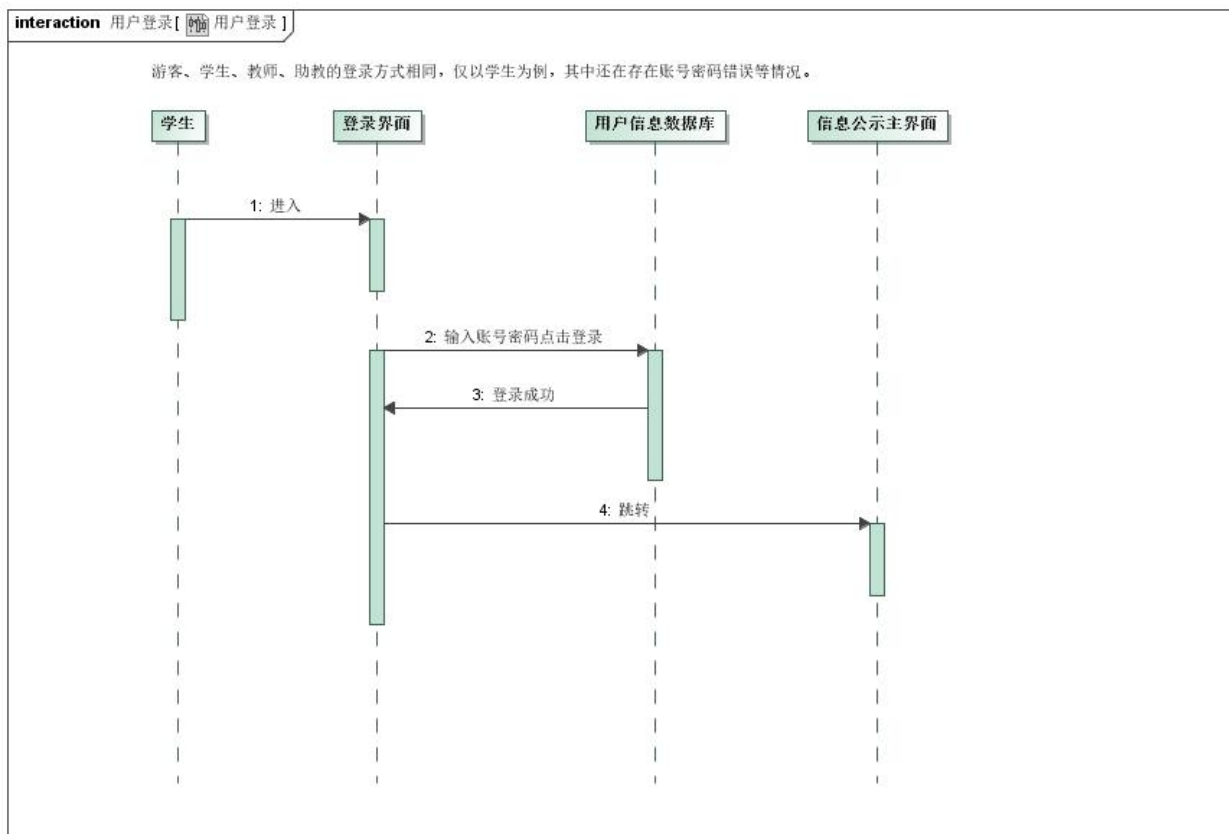 interaction 用户登录[ 用户登录 ]
游客、学生、教师、助教的登录方式相同，仅以学生为例，其中还在存在账号密码错误等情况。
学生
登录界面
用户信息数据库
信息公示主界面
1: 进入
2: 输入账号密码点击登录
3: 登录成功
4: 跳转